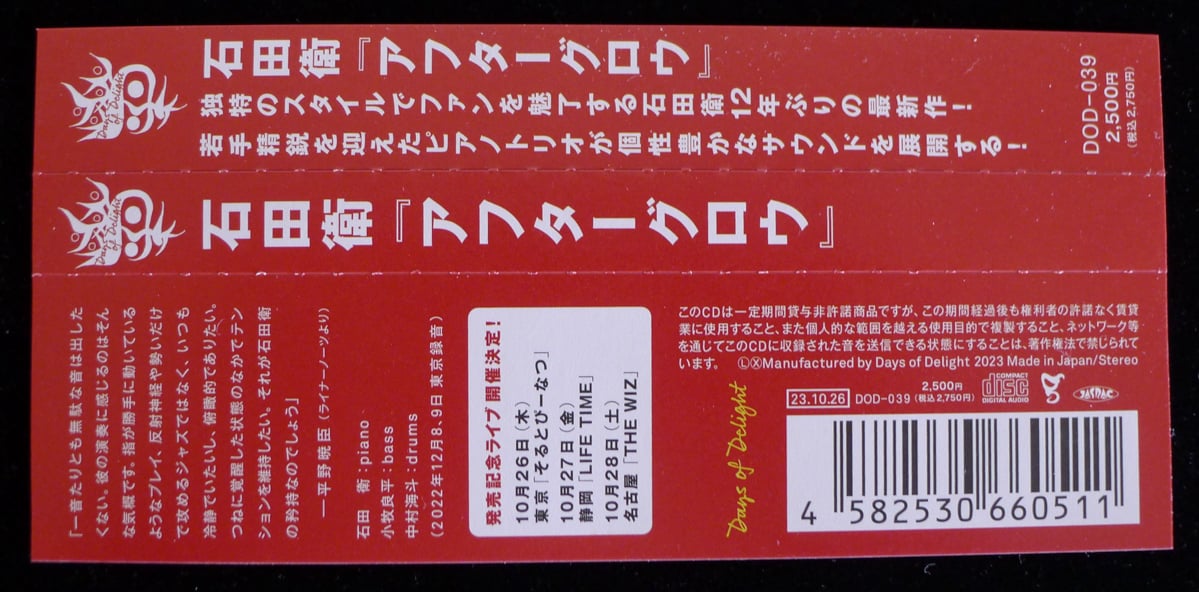 Days of Delight
石田衛『アフターグロウ』
独特のスタイルでファンを魅了する石田衛12年ぶりの最新作！
若手精鋭を迎えたピアノトリオが個性豊かなサウンドを展開する！
DOD-039
2,500円
(税込2,750円)
Days of Delight
石田衛『アフターグロウ』
「一音たりとも無駄な音は出した
くない。彼の演奏に感じるのはそん
な気概です。指が勝手に動いている
ようなプレイ、反射神経や勢いだけ
で攻めるジャズではなく、いつも
冷静でいたいし、俯瞰的でありたい。
つねに覚醒した状態のなかでテン
ションを維持したい。それが石田衛
の矜持なのでしょう」
―平野暁臣（ライナーノーツより）
石田 衛：piano
小牧良平：bass
中村海斗：drums
（2022年12月8、9日 東京録音）
発売記念ライブ開催決定！
10月26日（木）
東京「そるとぴーなつ」
10月27日（金）
静岡「LIFE TIME」
10月28日（土）
名古屋「THE WIZ」
このCDは一定期間貸与非許諾商品ですが、この期間経過後も権利者の許諾なく賃貸
業に使用すること、また個人的な範囲を越える使用目的で複製すること、ネットワーク等
を通じてこのCDに収録された音を送信できる状態にすることは、著作権法で禁じられて
います。 ⓁⓍManufactured by Days of Delight 2023 Made in Japan/Stereo
Days of Delight
23.10.26 DOD-039 2,500円(税込2,750円)
COMPACT disc DIGITAL AUDIO
JASRAC
4 582530 660511